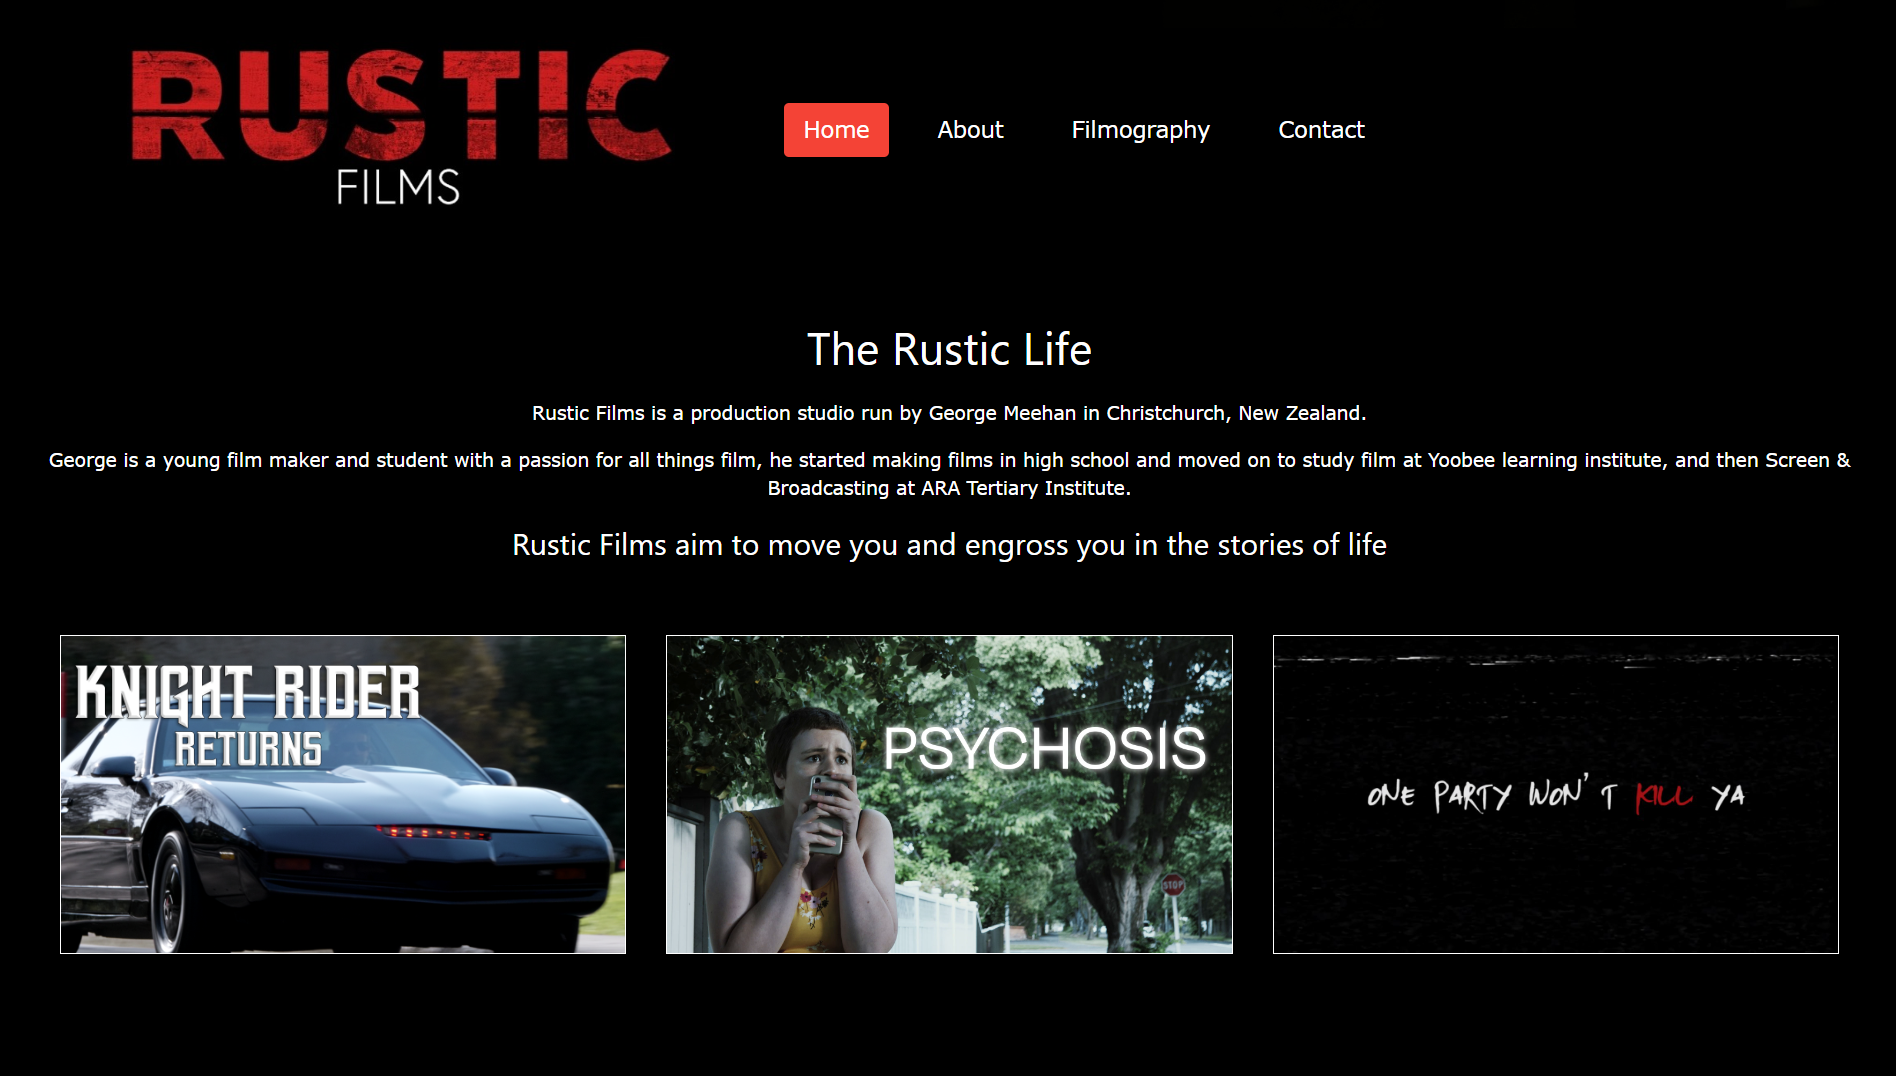 RUSTIC
FILMS
Home About Filmography Contact
The Rustic Life
Rustic Films is a production studio run by George Meehan in Christchurch, New Zealand.
George is a young film maker and student with a passion for all things film, he started making films in high school and moved on to study film at Yoobee learning institute, and then Screen &
Broadcasting at ARA Tertiary Institute.
Rustic Films aim to move you and engross you in the stories of life
KNIGHT RIDER
RETURNS
PSYCHOSIS
STOP
ONE PARTY WON'T KILL YA